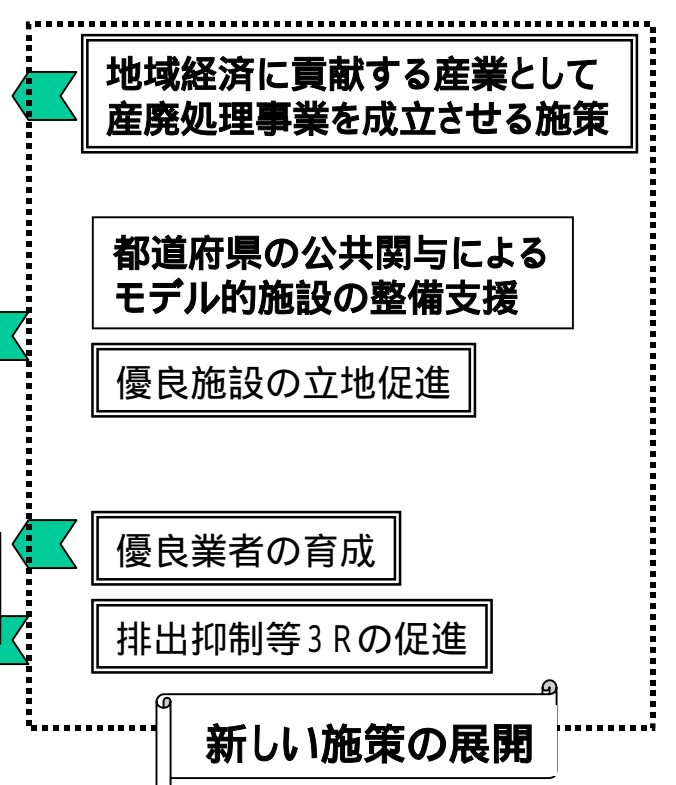 地域経済に貢献する産業として
産廃処理事業を成立させる施策
都道府県の公共関与による
モデル的施設の整備支援
優良施設の立地促進
優良業者の育成
排出抑制等3Rの促進
新しい施策の展開